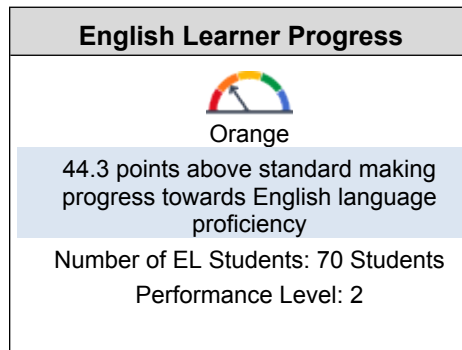 English Learner Progress
Orange
44.3 points above standard making
progress towards English language
proficiency
Number of EL Students: 70 Students
Performance Level: 2